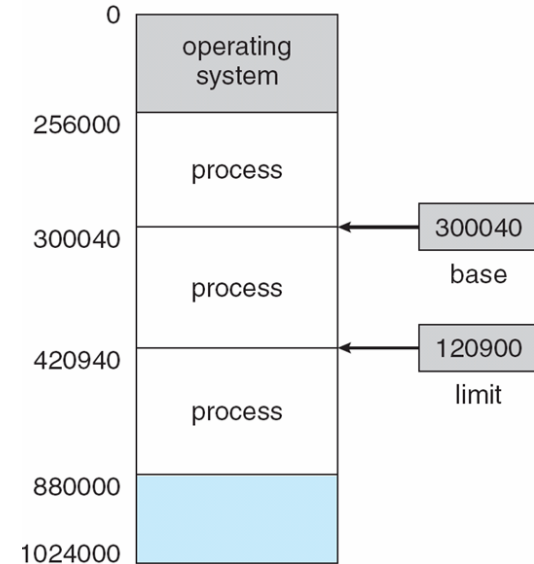 0
operating
system
256000
process
300040
300040
base
process
420940
120900
limit
process
880000
1024000